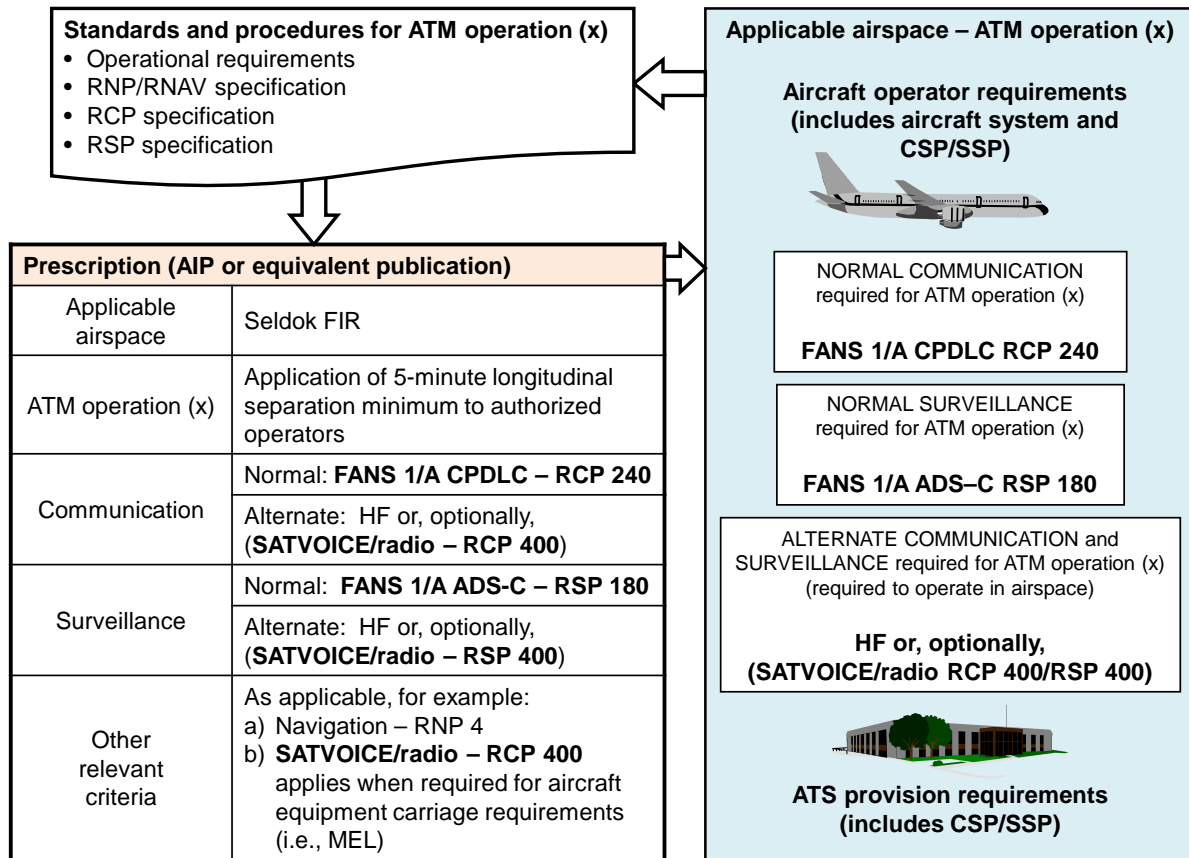 Standards and procedures for ATM operation (x)
• Operational requirements
• RNP/RNAV specification
• RCP specification
• RSP specification
Prescription (AIP or equivalent publication)
Applicable
airspace
Seldok FIR
ATM operation (x)
Application of 5-minute longitudinal
separation minimum to authorized
operators
Communication
Normal: FANS 1/A CPDLC – RCP 240
Alternate: HF or, optionally,
(SATVOICE/radio – RCP 400)
Surveillance
Normal: FANS 1/A ADS-C – RSP 180
Alternate: HF or, optionally,
(SATVOICE/radio – RSP 400)
Other
relevant
criteria
As applicable, for example:
a) Navigation – RNP 4
b) SATVOICE/radio – RCP 400
applies when required for aircraft
equipment carriage requirements
(i.e., MEL)
Applicable airspace – ATM operation (x)
Aircraft operator requirements
(includes aircraft system and
CSP/SSP)
NORMAL COMMUNICATION
required for ATM operation (x)
FANS 1/A CPDLC RCP 240
NORMAL SURVEILLANCE
required for ATM operation (x)
FANS 1/A ADS–C RSP 180
ALTERNATE COMMUNICATION and
SURVEILLANCE required for ATM operation (x)
(required to operate in airspace)
HF or, optionally,
(SATVOICE/radio RCP 400/RSP 400)
ATS provision requirements
(includes CSP/SSP)